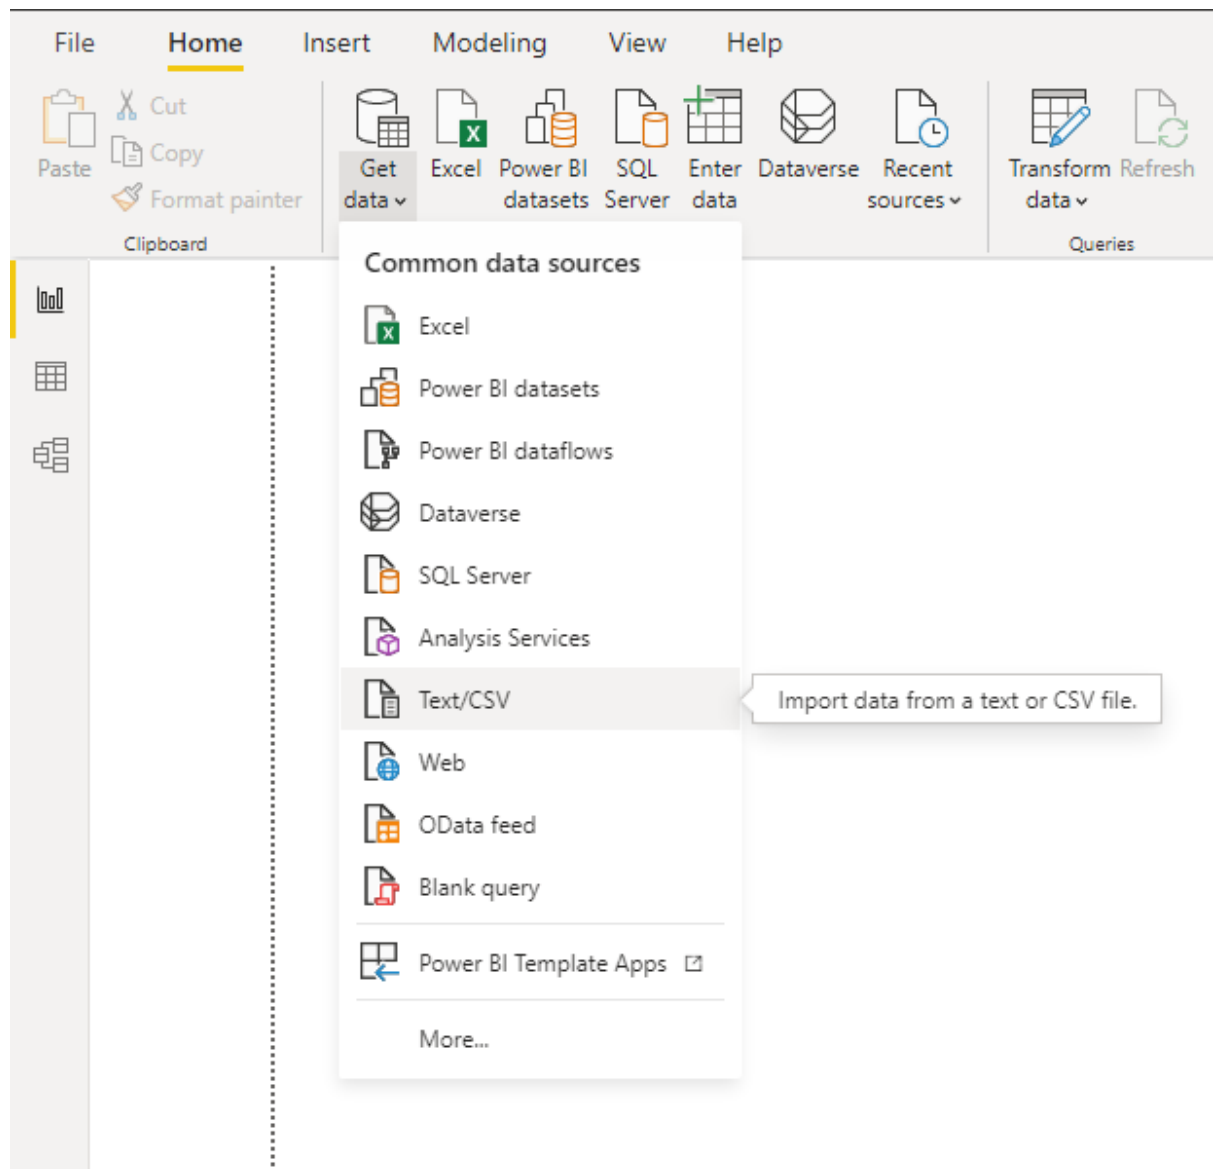 File Home Insert Modeling View Help
Cut
Copy
Format painter
Paste
Clipboard
Get
data
Excel
Power BI
datasets
SQL
Server
Enter
data
Dataverse
Recent
sources
Transform
data
Refresh
Queries
Common data sources
Excel
Power BI datasets
Power BI dataflows
Dataverse
SQL Server
Analysis Services
Text/CSV
Import data from a text or CSV file.
Web
OData feed
Blank query
Power BI Template Apps
More...